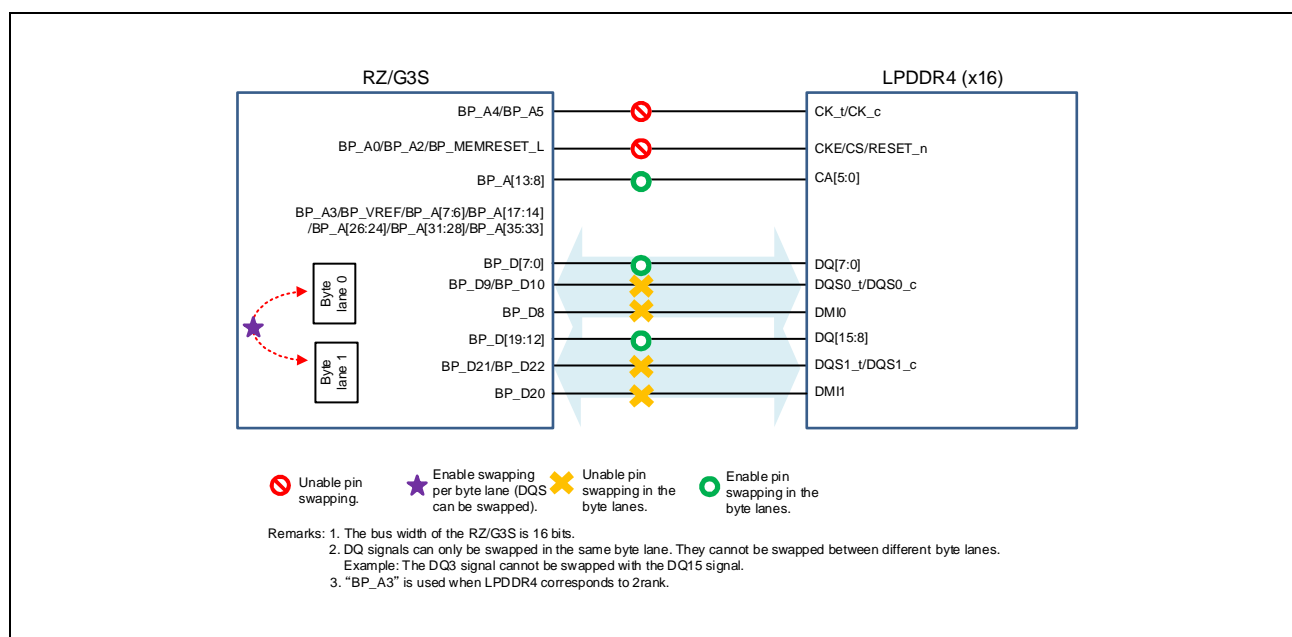 RZ/G3S
LPDDR4 (x16)
BP_A4/BP_A5
CK_t/CK_c
BP_A0/BP_A2/BP_MEMRESET_L
CKE/CS/RESET_n
BP_A[13:8]
CA[5:0]
BP_A3/BP_VREF/BP_A[7:6]/BP_A[17:14]
/BP_A[26:24]/BP_A[31:28]/BP_A[35:33]
BP_D[7:0]
DQ[7:0]
BP_D9/BP_D10
DQS0_t/DQS0_c
Byte
lane 0
BP_D8
DMI0
BP_D[19:12]
DQ[15:8]
Byte
lane 1
BP_D21/BP_D22
DQS1_t/DQS1_c
BP_D20
DMI1
Unable pin
swapping.
Enable swapping
per byte lane (DQS
can be swapped).
Unable pin
swapping in the
byte lanes.
Enable pin
swapping in the
byte lanes.
Remarks: 1. The bus width of the RZ/G3S is 16 bits.
2. DQ signals can only be swapped in the same byte lane. They cannot be swapped between different byte lanes.
Example: The DQ3 signal cannot be swapped with the DQ15 signal.
3. “BP_A3” is used when LPDDR4 corresponds to 2rank.